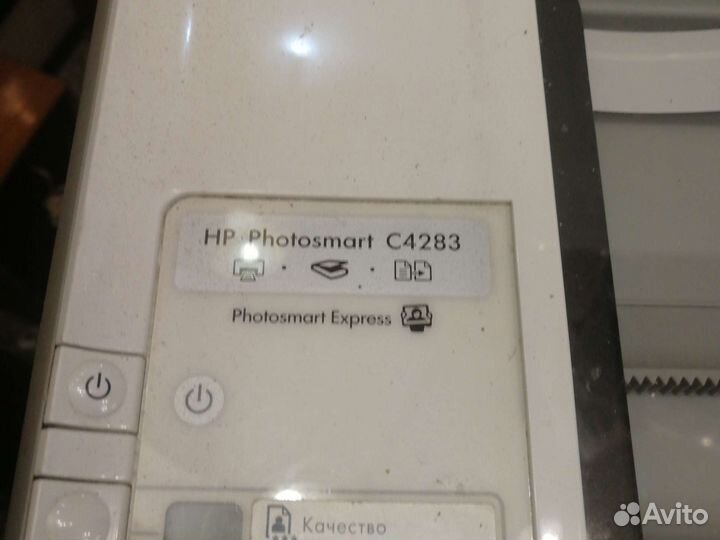 HP Photosmart C4283
Photosmart Express
Качество
Avito